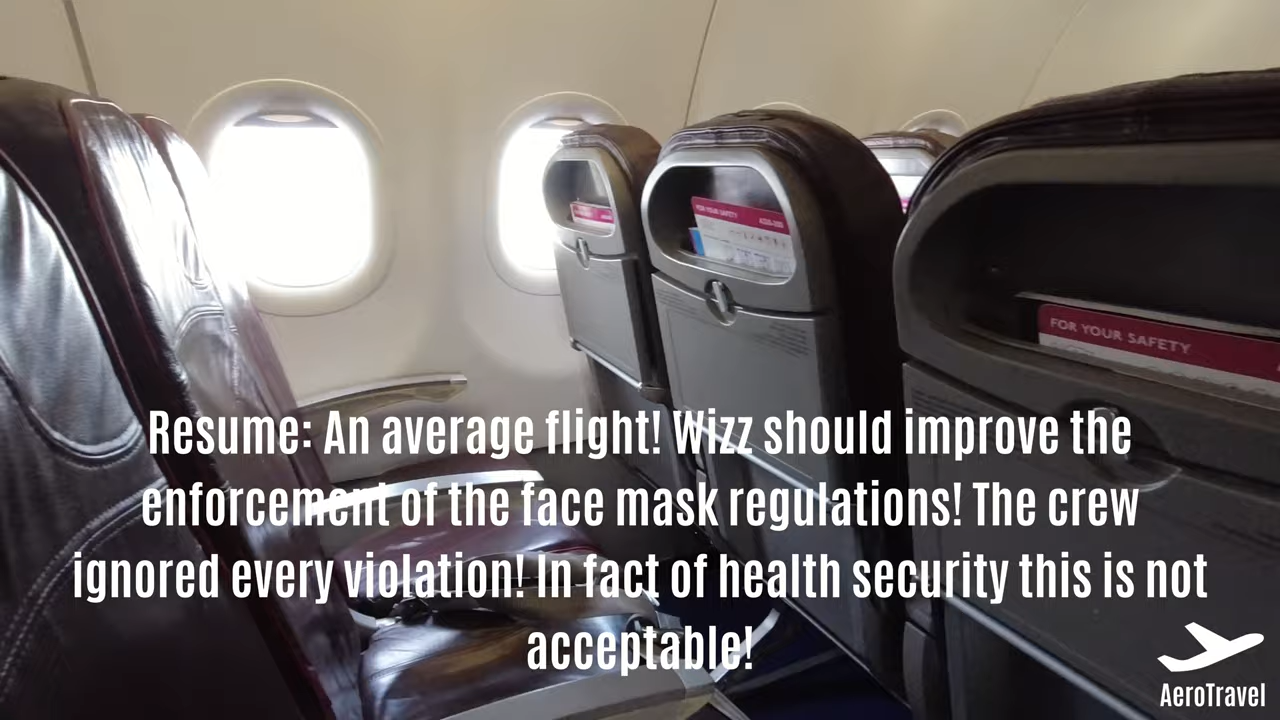 FOR YOUR SAFETY
FOR YOUR SAFETY
Resume: An average flight! Wizz should improve the
enforcement of the face mask regulations! The crew
ignored every violation! In fact of health security this is not
acceptable!
AeroTravel